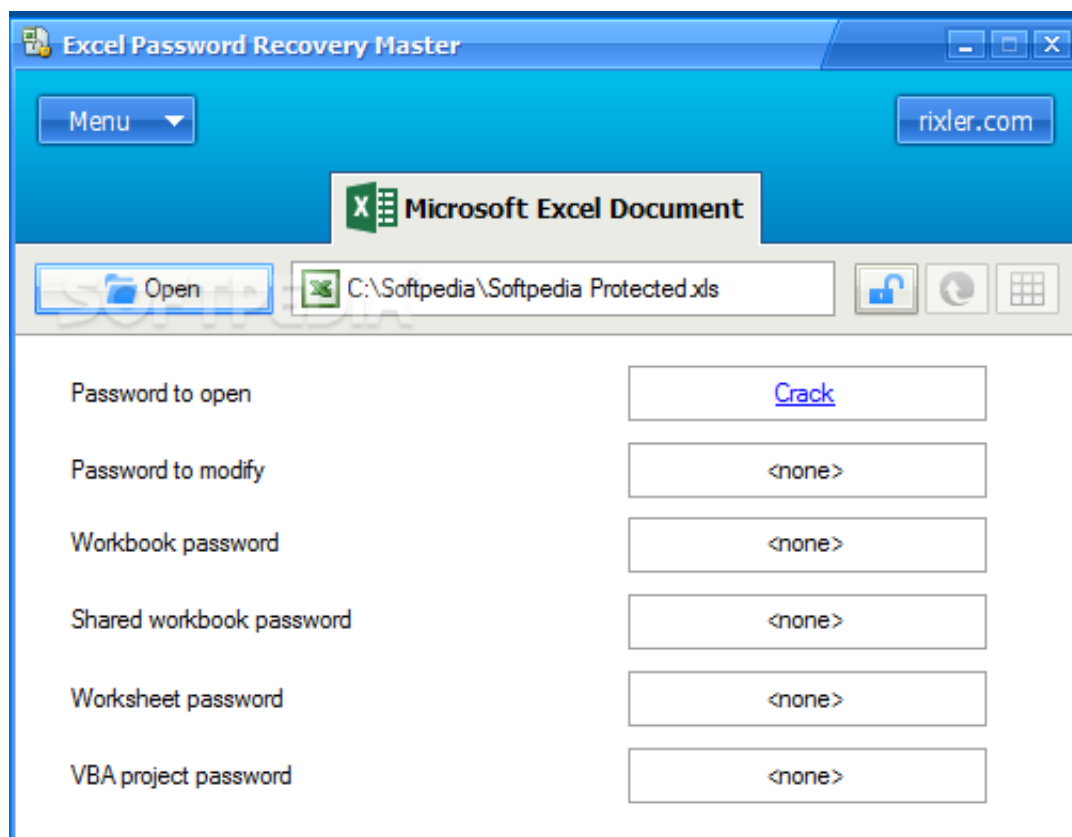 Excel Password Recovery Master
Menu
rixler.com
Microsoft Excel Document
Open
C:\Softpedia\Softpedia Protected.xls
SOFTPEDIA
Password to open
Crack
Password to modify
<none>
Workbook password
<none>
Shared workbook password
<none>
Worksheet password
<none>
VBA project password
<none>